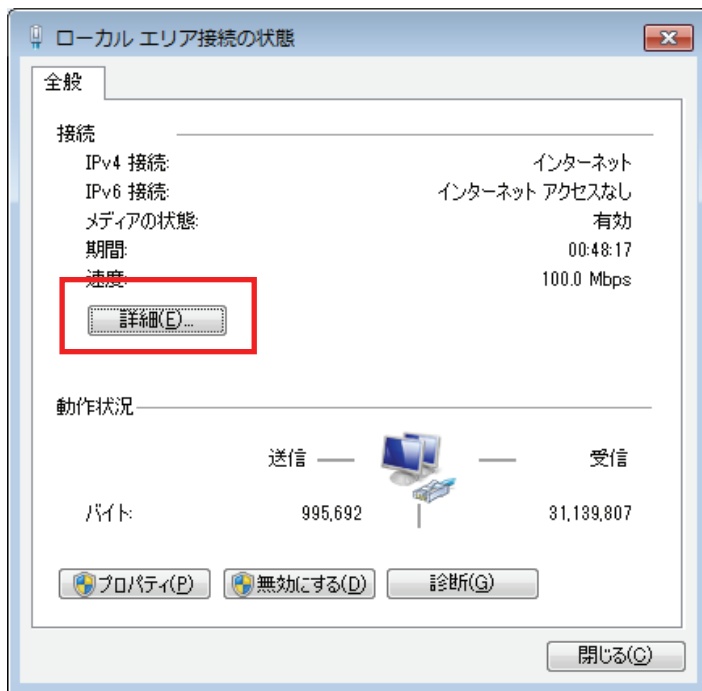 ローカル エリア接続の状態
全般
接続
IPv4 接続: インターネット
IPv6 接続: インターネット アクセスなし
メディアの状態: 有効
期間: 00:48:17
速度: 100.0 Mbps
詳細(E)...
動作状況
送信 受信
バイト: 995,692 31,139,807
プロパティ(P) 無効にする(D) 診断(G)
閉じる(C)